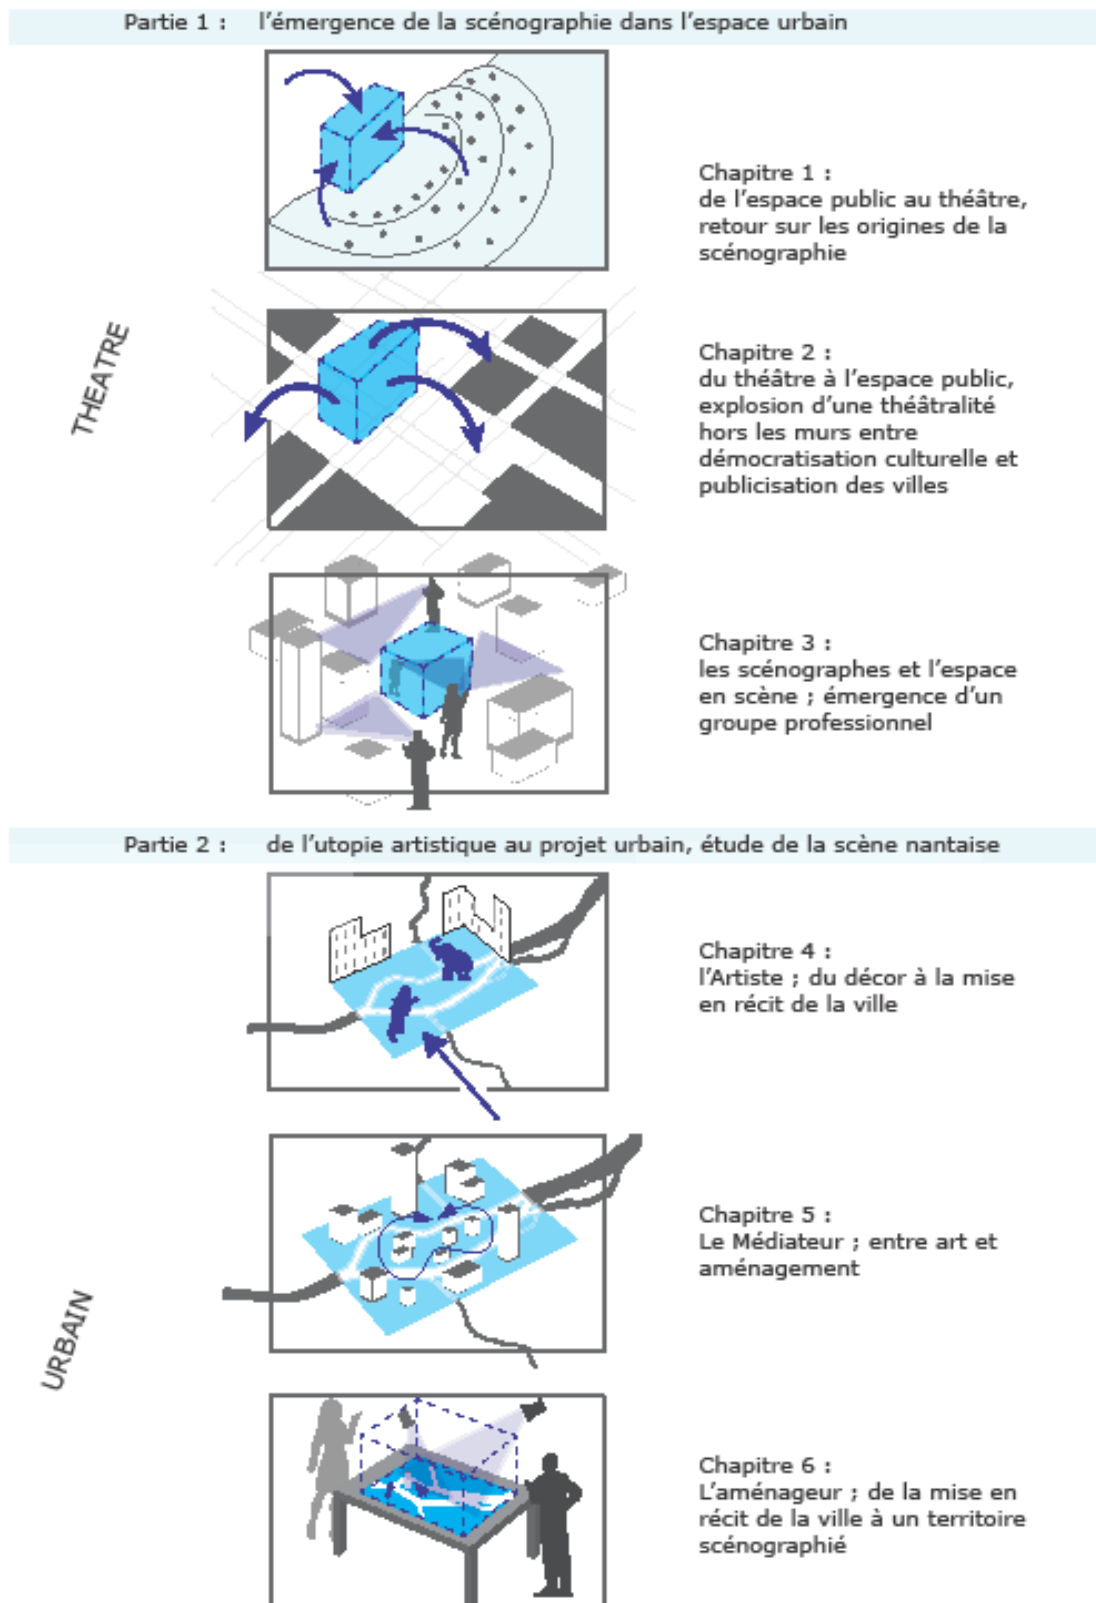 Partie 1 : l'émergence de la scénographie dans l'espace urbain
Chapitre 1 :
de l'espace public au théâtre,
retour sur les origines de la
scénographie
THEATRE
Chapitre 2 :
du théâtre à l'espace public,
explosion d'une théâtralité
hors les murs entre
démocratisation culturelle et
publicisation des villes
Chapitre 3 :
les scénographes et l'espace
en scène ; émergence d'un
groupe professionnel
Partie 2 : de l'utopie artistique au projet urbain, étude de la scène nantaise
Chapitre 4 :
l'Artiste ; du décor à la mise
en récit de la ville
Chapitre 5 :
Le Médiateur ; entre art et
aménagement
URBAIN
Chapitre 6 :
L'aménageur ; de la mise en
récit de la ville à un territoire
scénographié